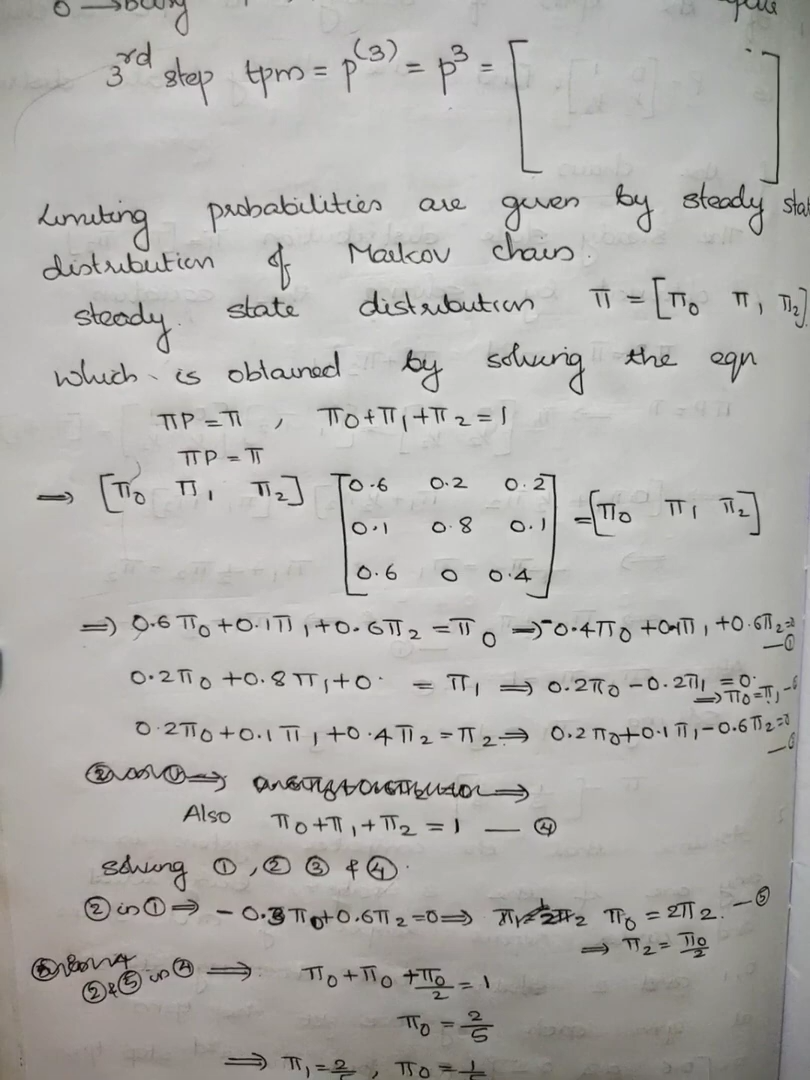 0 → busy
3rd step tpm = p^(3) = p^3 = [ ]
Limiting probabilities are given by steady stat
distribution of Markov chain.
steady state distribution π = [π0 π1 π2]
which is obtained by solving the eqn
πP = π , π0+π1+π2 = 1
πP = π
⇒ [π0 π1 π2] [0.6 0.2 0.2
0.1 0.8 0.1
0.6 0 0.4] = [π0 π1 π2]
⇒ 0.6π0+0.1π1+0.6π2 = π0 ⇒ -0.4π0+0.1π1+0.6π2=0 —①
0.2π0+0.8π1+0 = π1 ⇒ 0.2π0-0.2π1=0
⇒ π0=π1 -
0.2π0+0.1π1+0.4π2=π2 ⇒ 0.2π0+0.1π1-0.6π2=0
Also π0+π1+π2=1 — ④
solving ①, ② ③ & ④.
② in ① ⇒ -0.3π0+0.6π2=0 ⇒ π0=2π2. —⑤
⇒ π2=π0/2
②&⑤ in ④ ⇒ π0+π0+π0/2=1
π0=2/5
⇒ π1=2/ , π0=1/